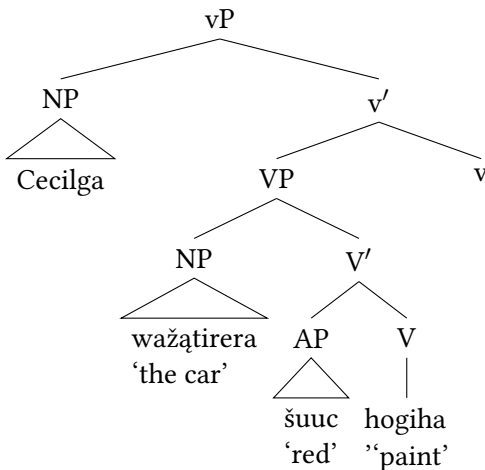 vP
NP v′
Cecilga
VP v
NP V′
wažątirera
‘the car’
AP V
šuuc hogiha
‘red’ ’‘paint’